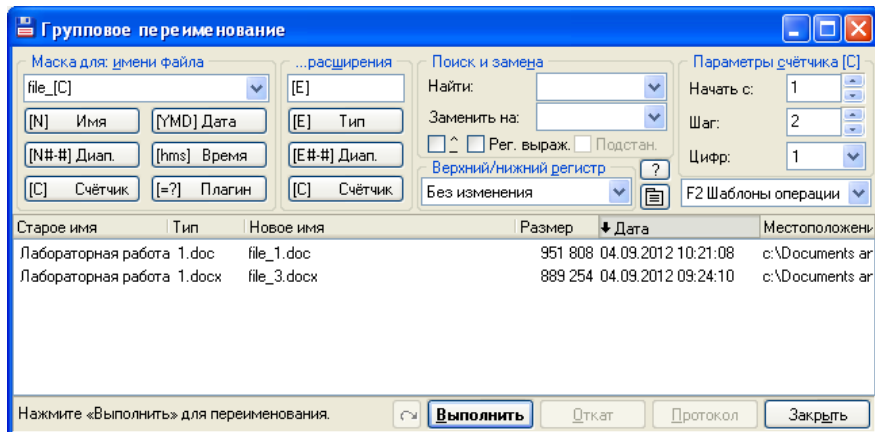 Групповое переименование
Маска для: имени файла
...расширения
Поиск и замена
Параметры счётчика [C]
file_[C]
[E]
Найти:
Начать с:
1
[N] Имя
[YMD] Дата
[E] Тип
Заменить на:
Шаг:
2
^
Рег. выраж.
Подстан.
[N#-#] Диап.
[hms] Время
[E#-#] Диап.
Верхний/нижний регистр
?
Цифр:
1
[C] Счётчик
[=?] Плагин
[C] Счётчик
Без изменения
F2 Шаблоны операции
Старое имя Тип Новое имя Размер Дата Местоположени
Лабораторная работа 1.doc file_1.doc 951 808 04.09.2012 10:21:08 c:\Documents ar
Лабораторная работа 1.docx file_3.docx 889 254 04.09.2012 09:24:10 c:\Documents ar
Нажмите «Выполнить» для переименования.
Выполнить
Откат
Протокол
Закрыть